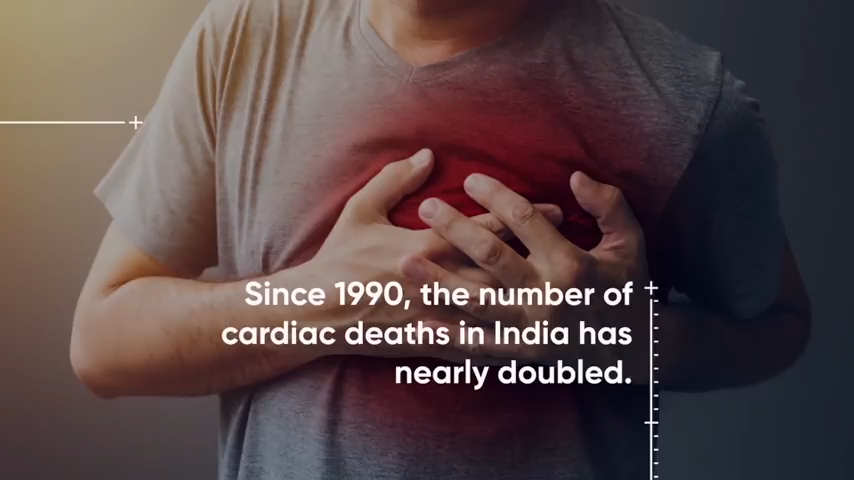 Since 1990, the number of
cardiac deaths in India has
nearly doubled.